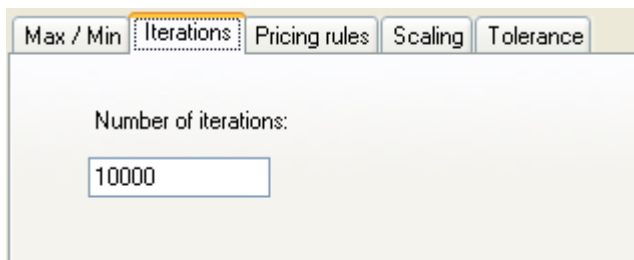 Max / Min Iterations Pricing rules Scaling Tolerance
Number of iterations:
10000